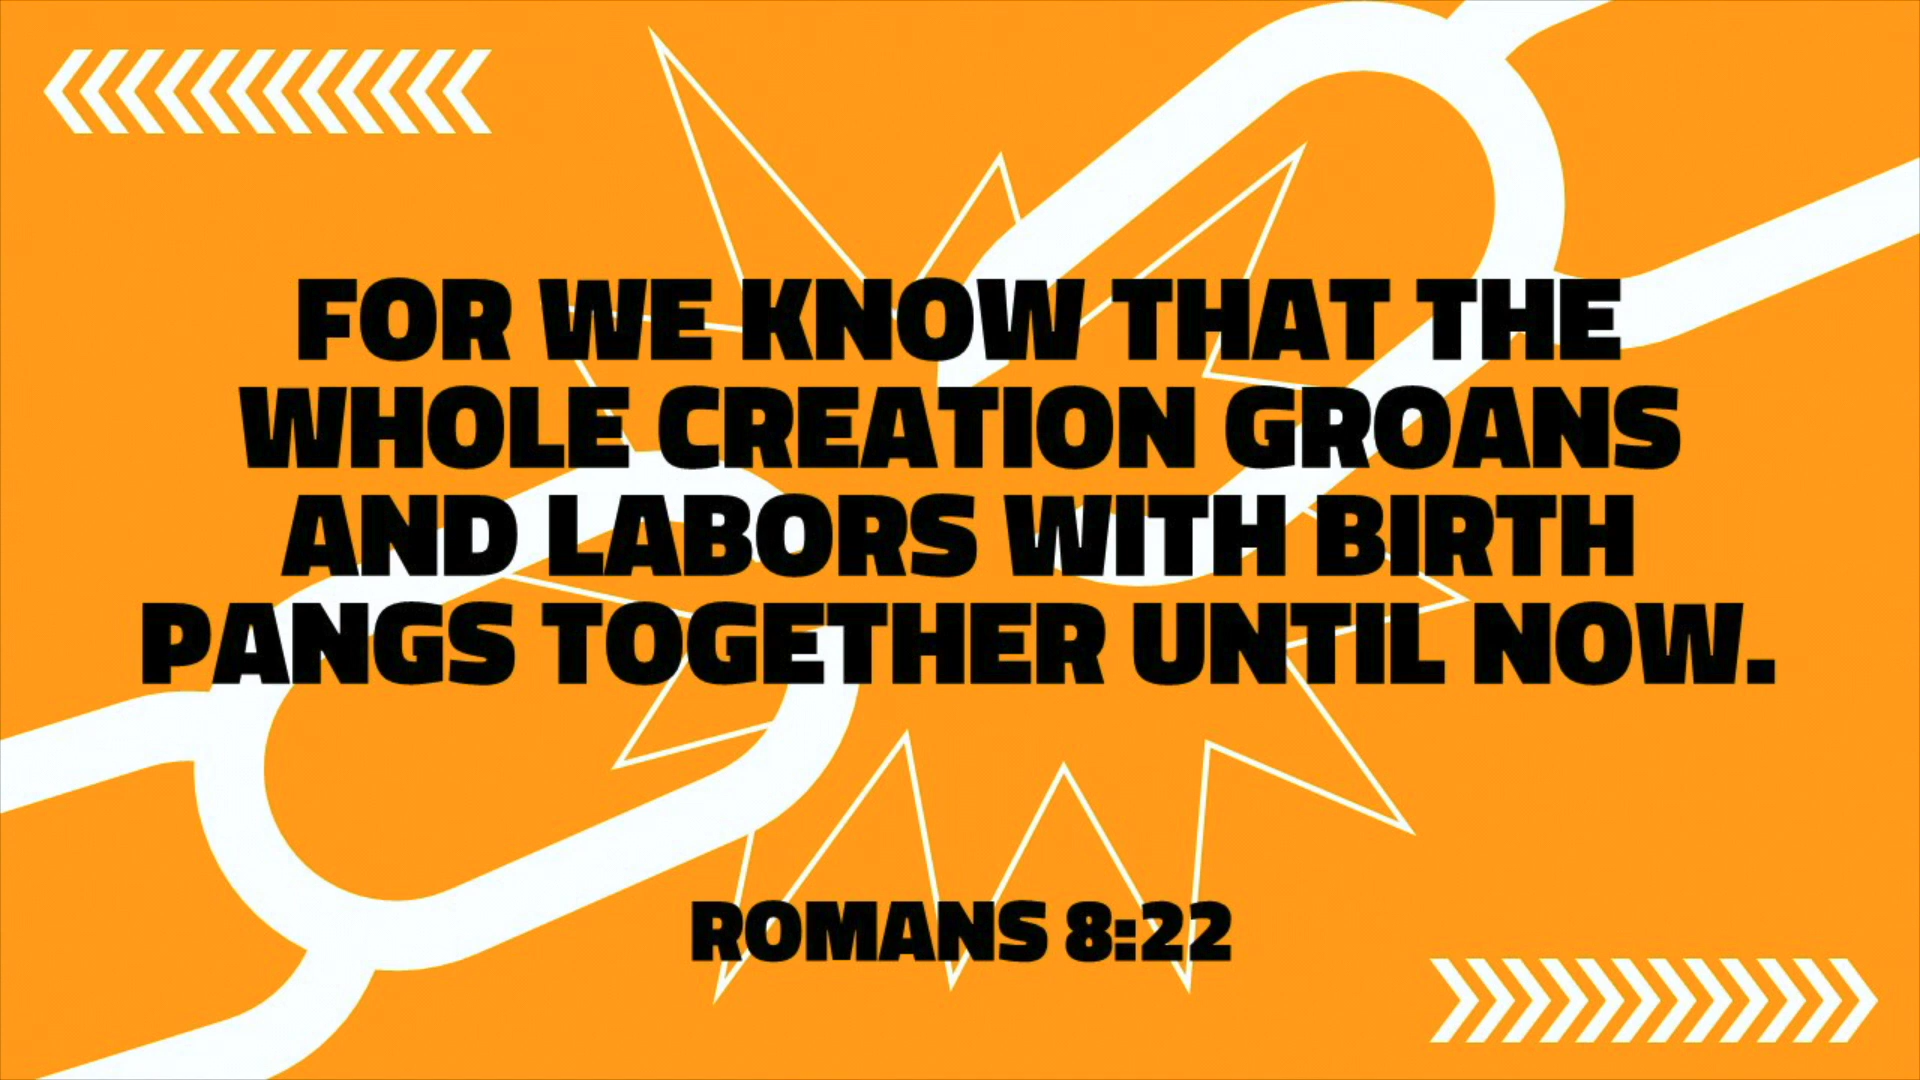 FOR WE KNOW THAT THE
WHOLE CREATION GROANS
AND LABORS WITH BIRTH
PANGS TOGETHER UNTIL NOW.
ROMANS 8:22